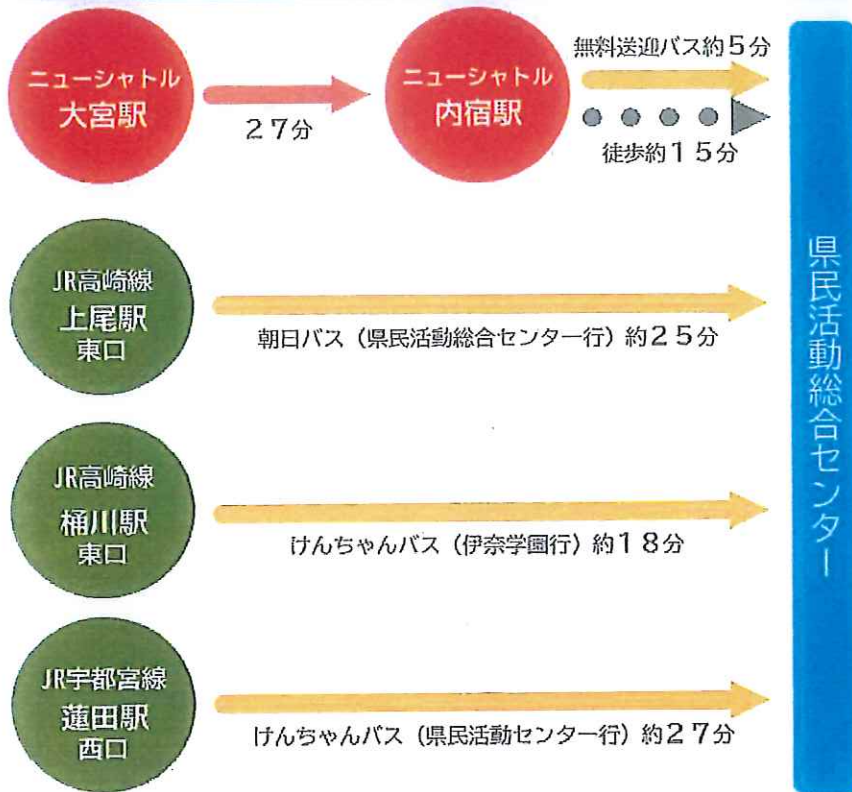 ニューシャトル
大宮駅
27分
ニューシャトル
内宿駅
無料送迎バス約5分
徒歩約15分
JR高崎線
上尾駅
東口
朝日バス（県民活動総合センター行）約25分
JR高崎線
桶川駅
東口
けんちゃんバス（伊奈学園行）約18分
JR宇都宮線
蓮田駅
西口
けんちゃんバス（県民活動センター行）約27分
県民活動総合センター